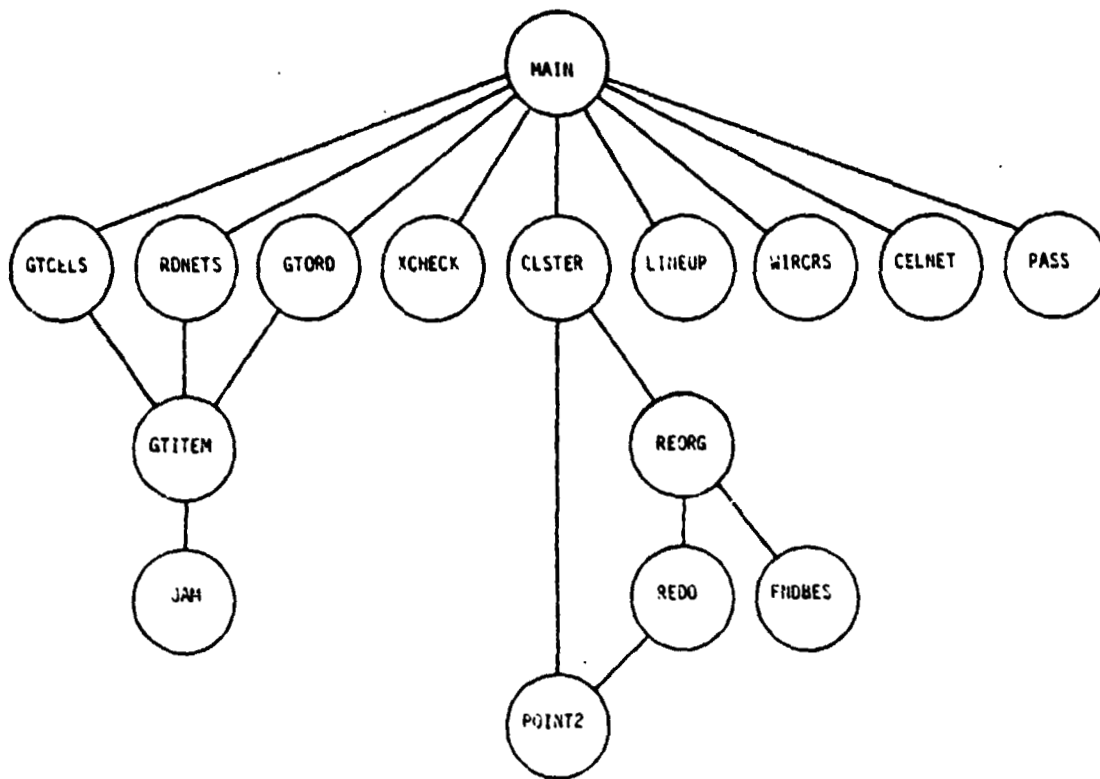 MAIN
GTCELS RDNETS GTORD XCHECK CLSTER LINEUP WIRCRS CELNET PASS
GTITEM REORG
JAM REDO FNDBES
POINT2